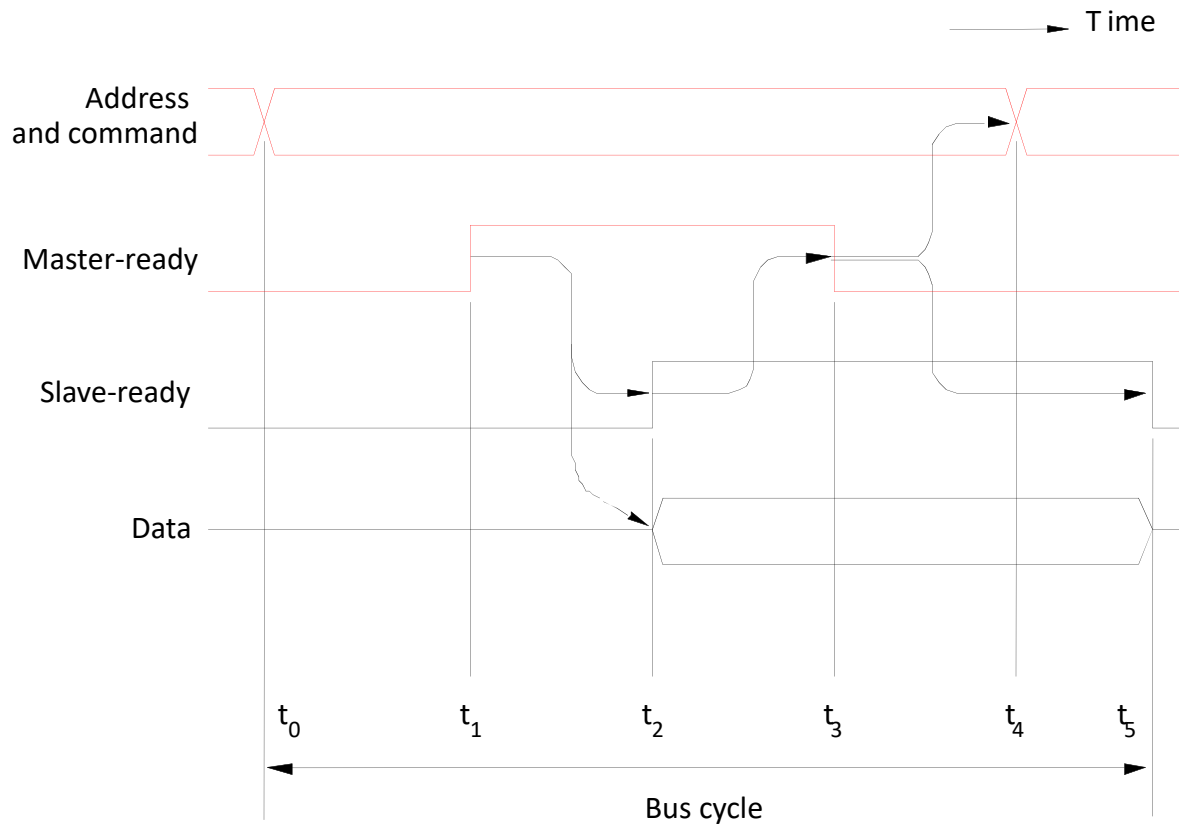 T ime
Address
and command
Master-ready
Slave-ready
Data
t0 t1 t2 t3 t4 t5
Bus cycle